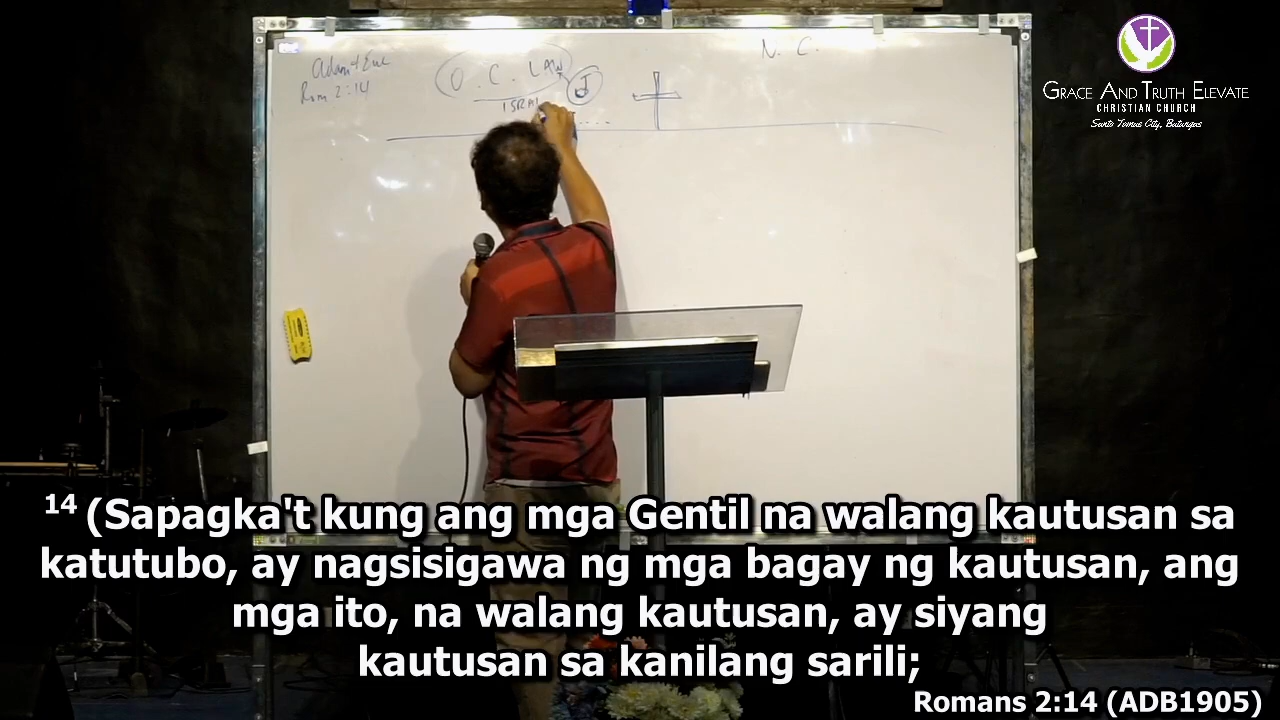 Adam + Eve
Rom 2:14
O. C. LAW
J
ISRAL
N. C.
GRACE AND TRUTH ELEVATE
CHRISTIAN CHURCH
Santo Tomas City, Batangas
14 (Sapagka't kung ang mga Gentil na walang kautusan sa
katutubo, ay nagsisigawa ng mga bagay ng kautusan, ang
mga ito, na walang kautusan, ay siyang
kautusan sa kanilang sarili;
Romans 2:14 (ADB1905)